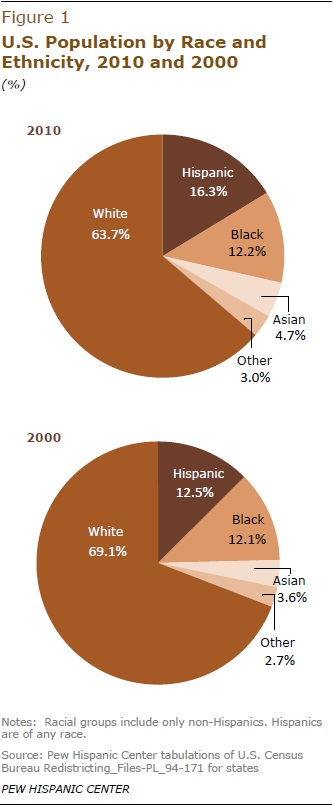 Figure 1
U.S. Population by Race and
Ethnicity, 2010 and 2000
(%)
2010
Hispanic
16.3%
White
63.7%
Black
12.2%
Asian
4.7%
Other
3.0%
2000
Hispanic
12.5%
White
69.1%
Black
12.1%
Asian
3.6%
Other
2.7%
Notes:  Racial groups include only non-Hispanics. Hispanics
are of any race.
Source: Pew Hispanic Center tabulations of U.S. Census
Bureau Redistricting_Files-PL_94-171 for states
PEW HISPANIC CENTER